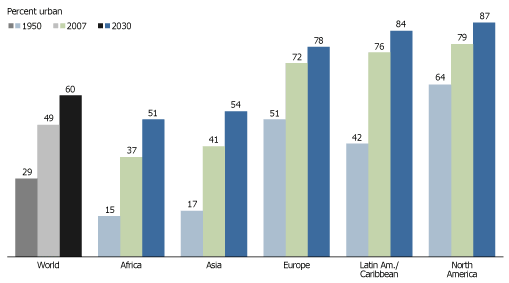 Percent urban
1950 2007 2030
29 49 60
15 37 51
17 41 54
51 72 78
42 76 84
64 79 87
World
Africa
Asia
Europe
Latin Am./
Caribbean
North
America